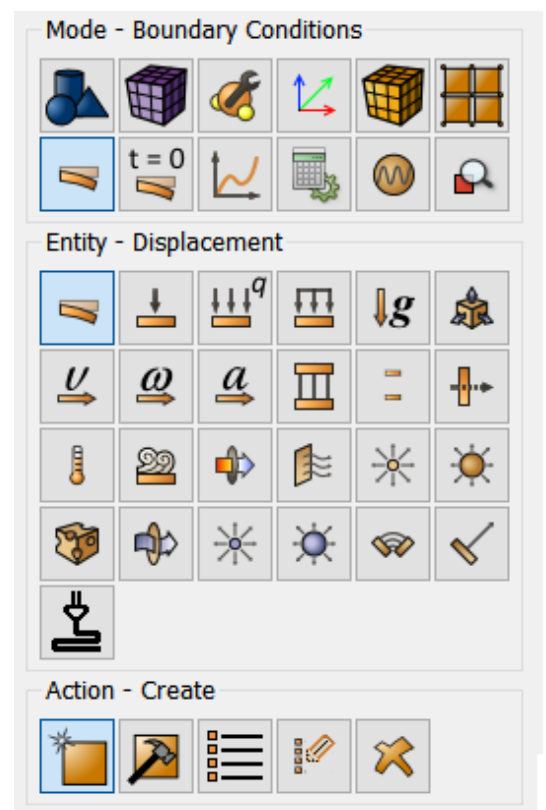 Mode - Boundary Conditions
t = 0
Entity - Displacement
q
g
v
ω
a
Action - Create